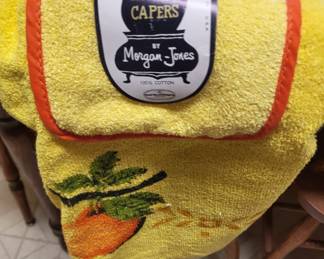 CAPERS
BY
Morgan-Jones
100% COTTON